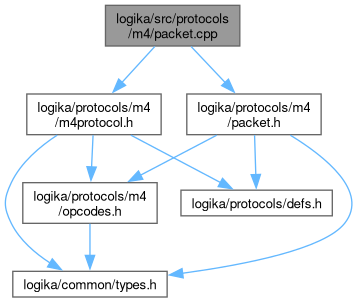 logika/src/protocols
/m4/packet.cpp
logika/protocols/m4
/m4protocol.h
logika/protocols/m4
/packet.h
logika/protocols/m4
/opcodes.h
logika/protocols/defs.h
logika/common/types.h